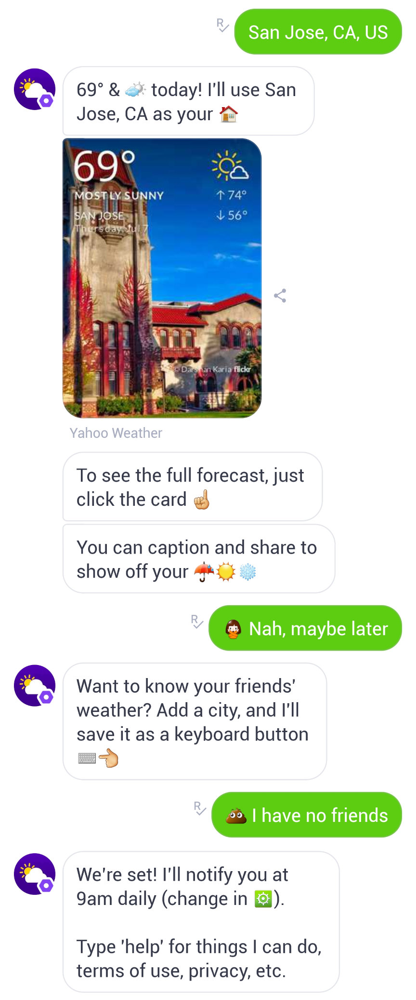 San Jose, CA, US
R
69° & 🌤 today! I'll use San
Jose, CA as your 🏠
69°
MOSTLY SUNNY
↑ 74°
SAN JOSE
↓ 56°
Thursday, Jul 7
© Darshan Karia flickr
Yahoo Weather
To see the full forecast, just
click the card ☝
You can caption and share to
show off your ☔☀❄
R
🙅 Nah, maybe later
Want to know your friends'
weather? Add a city, and I'll
save it as a keyboard button
⌨👈
R
💩 I have no friends
We're set! I'll notify you at
9am daily (change in ⚙).
Type 'help' for things I can do,
terms of use, privacy, etc.